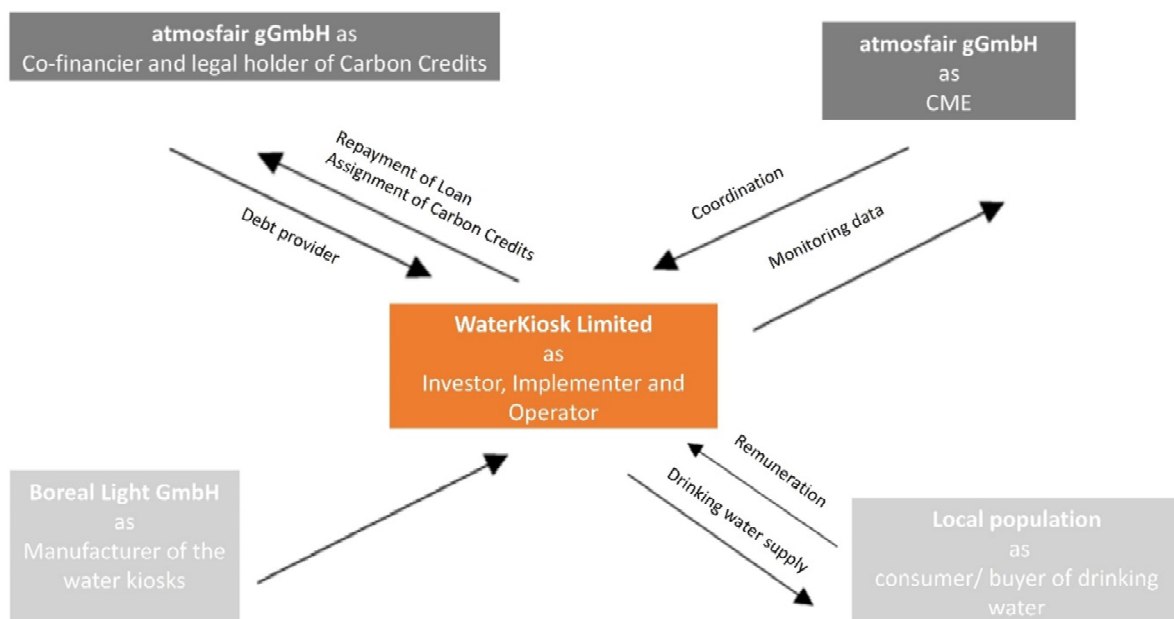 atmosfair gGmbH as
Co-financier and legal holder of Carbon Credits
atmosfair gGmbH
as
CME
Repayment of Loan
Assignment of Carbon Credits
Debt provider
Coordination
Monitoring data
WaterKiosk Limited
as
Investor, Implementer and
Operator
Boreal Light GmbH
as
Manufacturer of the
water kiosks
Remuneration
Drinking water supply
Local population
as
consumer/ buyer of drinking
water